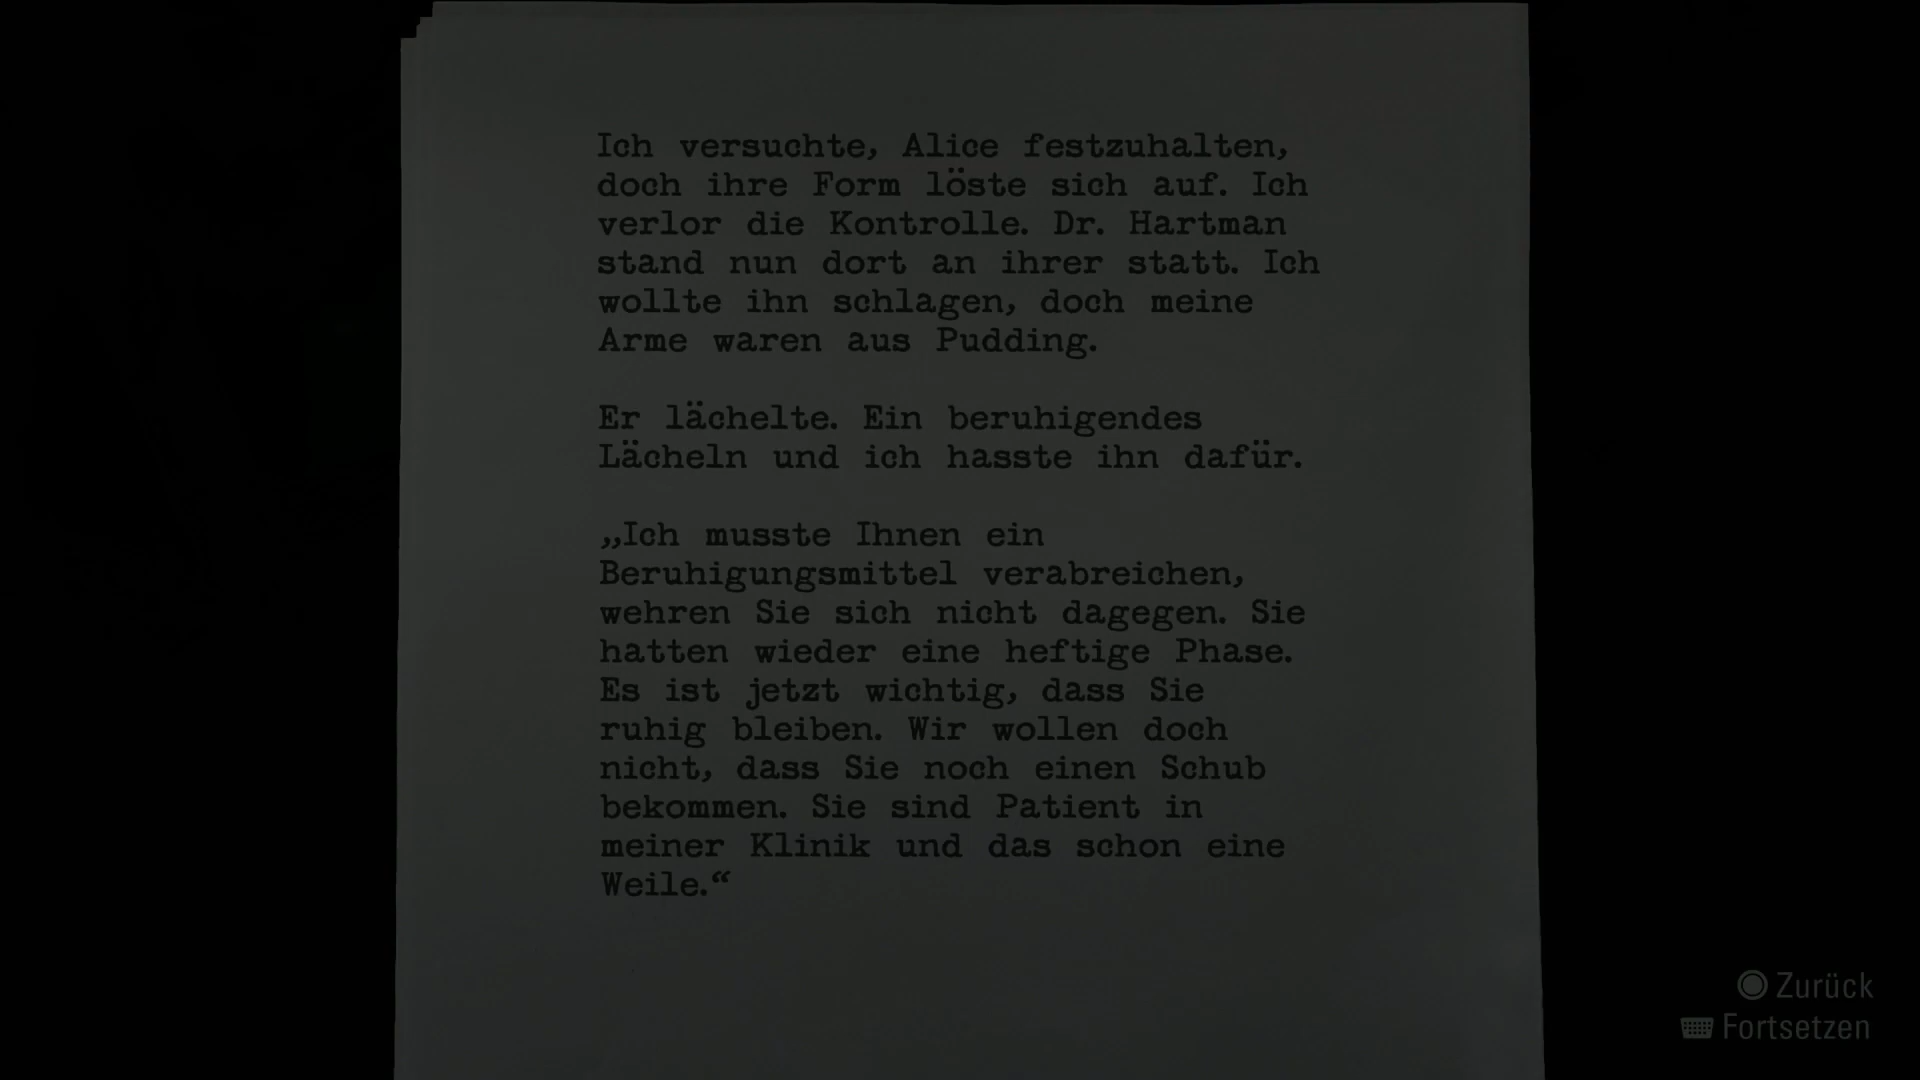 Ich versuchte, Alice festzuhalten,
doch ihre Form löste sich auf. Ich
verlor die Kontrolle. Dr. Hartman
stand nun dort an ihrer statt. Ich
wollte ihn schlagen, doch meine
Arme waren aus Pudding.
Er lächelte. Ein beruhigendes
Lächeln und ich hasste ihn dafür.
„Ich musste Ihnen ein
Beruhigungsmittel verabreichen,
wehren Sie sich nicht dagegen. Sie
hatten wieder eine heftige Phase.
Es ist jetzt wichtig, dass Sie
ruhig bleiben. Wir wollen doch
nicht, dass Sie noch einen Schub
bekommen. Sie sind Patient in
meiner Klinik und das schon eine
Weile.“
Zurück
Fortsetzen